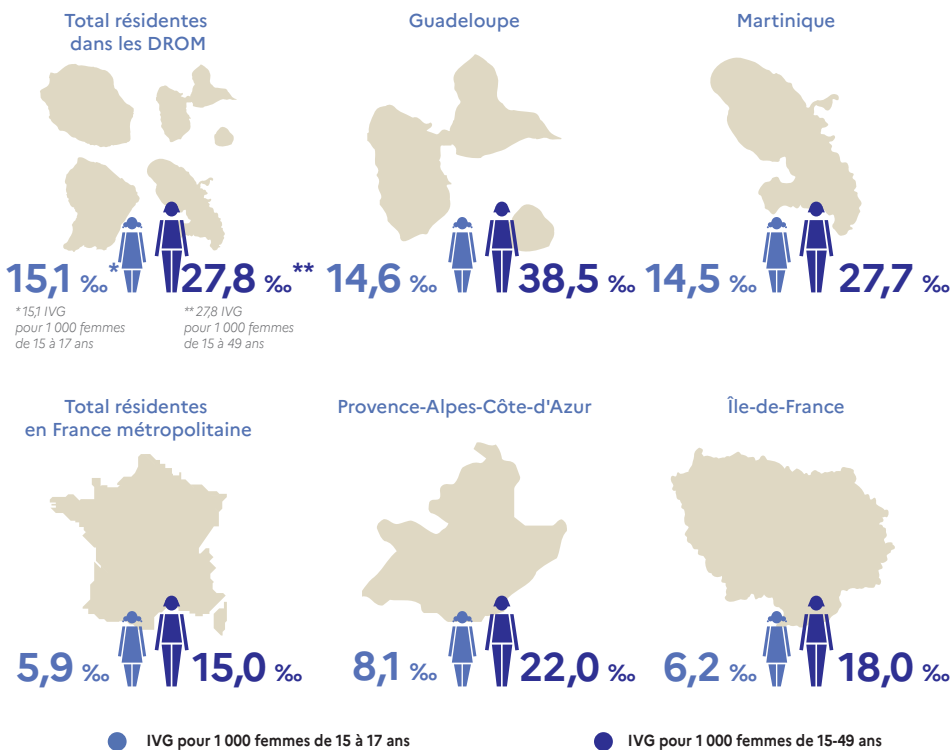 Total résidentes
dans les DROM
Guadeloupe
Martinique
15,1 ‰*
27,8 ‰**
14,6 ‰
38,5 ‰
14,5 ‰
27,7 ‰
* 15,1 IVG
pour 1 000 femmes
de 15 à 17 ans
** 27,8 IVG
pour 1 000 femmes
de 15 à 49 ans
Total résidentes
en France métropolitaine
Provence-Alpes-Côte-d'Azur
Île-de-France
5,9 ‰
15,0 ‰
8,1 ‰
22,0 ‰
6,2 ‰
18,0 ‰
IVG pour 1 000 femmes de 15 à 17 ans
IVG pour 1 000 femmes de 15-49 ans